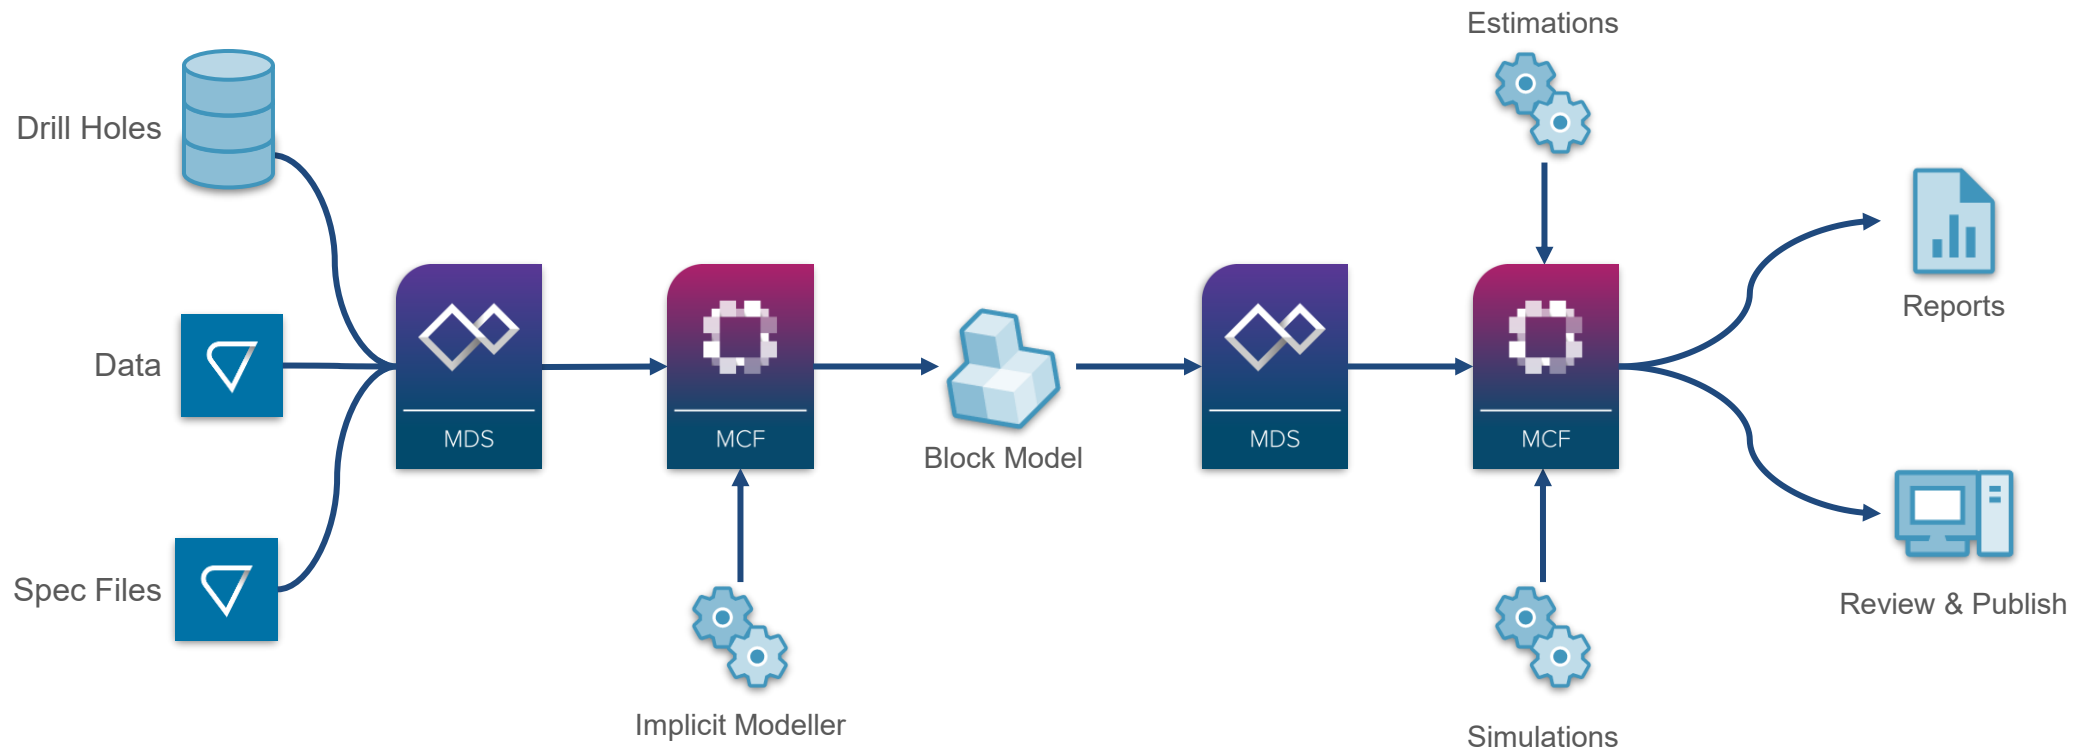 Estimations
Drill Holes
Reports
Data
MDS
MCF
Block Model
MDS
MCF
Spec Files
Review & Publish
Implicit Modeller
Simulations